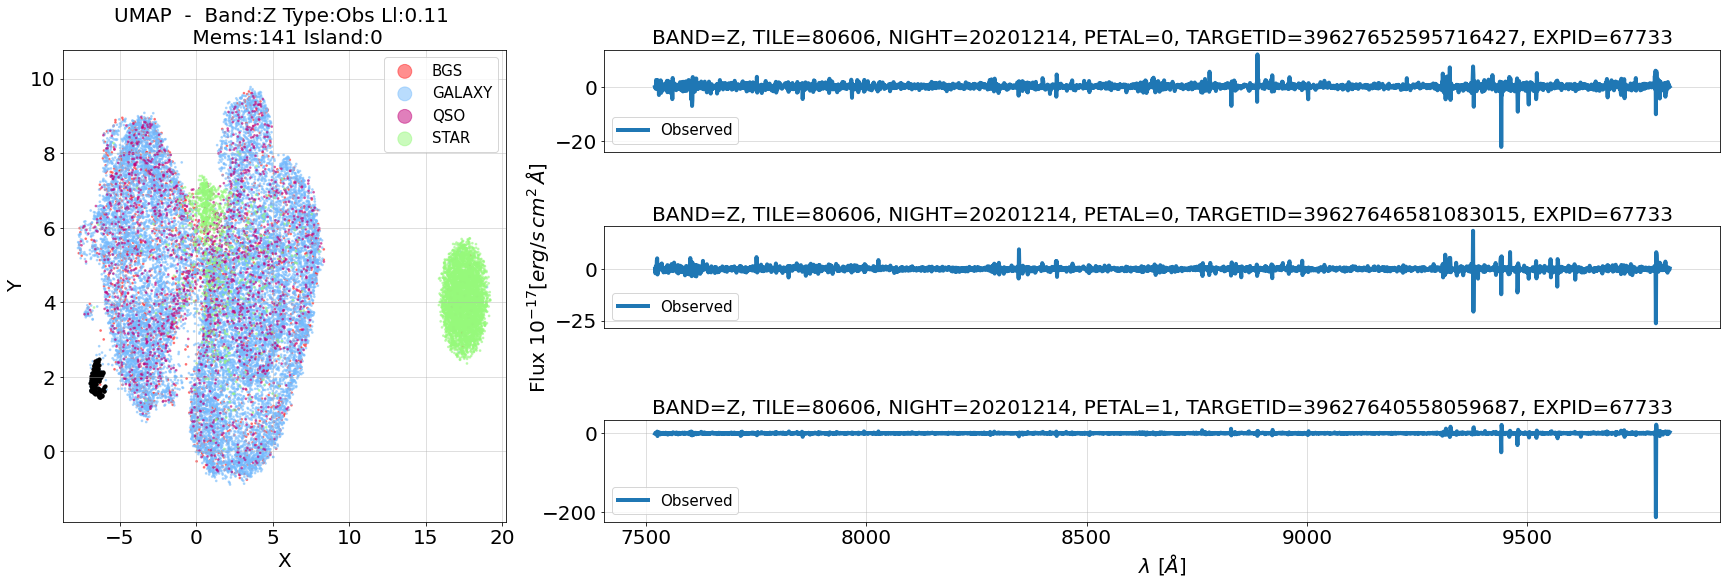 UMAP  -  Band:Z Type:Obs Ll:0.11
Mems:141 Island:0
BGS
GALAXY
QSO
STAR
10
8
6
4
2
0
Y
−5
0
5
10
15
20
X
Flux 10⁻¹⁷[erg/s cm² Å]
BAND=Z, TILE=80606, NIGHT=20201214, PETAL=0, TARGETID=39627652595716427, EXPID=67733
0
−20
Observed
BAND=Z, TILE=80606, NIGHT=20201214, PETAL=0, TARGETID=39627646581083015, EXPID=67733
0
−25
Observed
BAND=Z, TILE=80606, NIGHT=20201214, PETAL=1, TARGETID=39627640558059687, EXPID=67733
0
−200
Observed
7500
8000
8500
9000
9500
λ [Å]